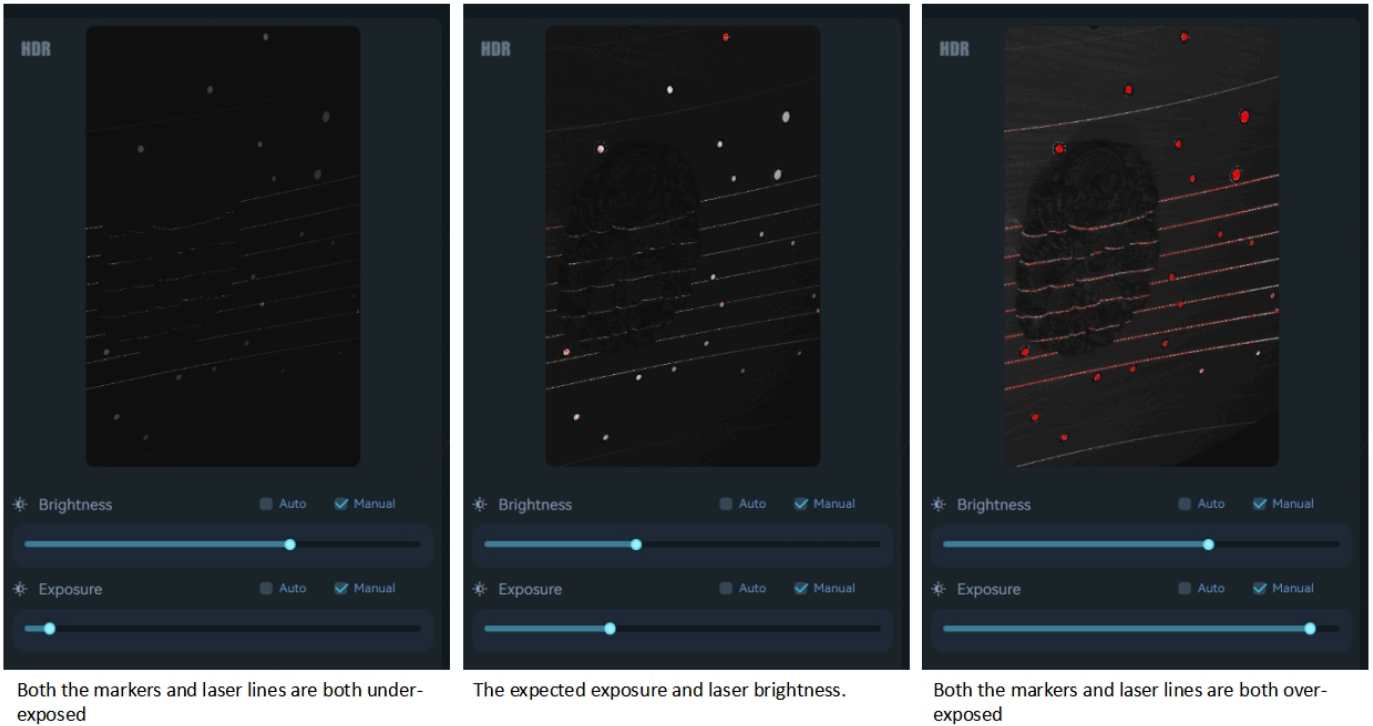 HDR
Brightness
Auto
Manual
Exposure
Auto
Manual
Both the markers and laser lines are both under-
exposed
HDR
Brightness
Auto
Manual
Exposure
Auto
Manual
The expected exposure and laser brightness.
HDR
Brightness
Auto
Manual
Exposure
Auto
Manual
Both the markers and laser lines are both over-
exposed